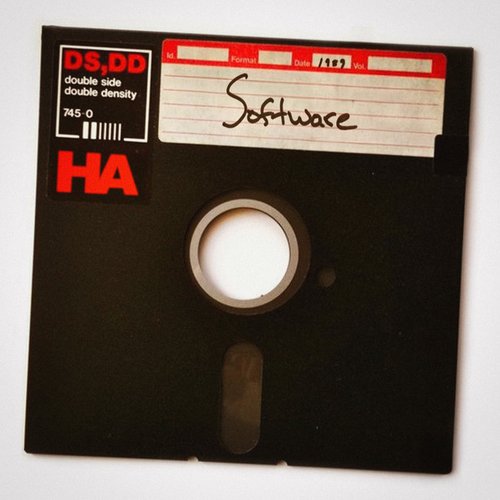 DS,DD
double side
double density
745-0
HA
Id. Format Date 1989 Vol.
Software